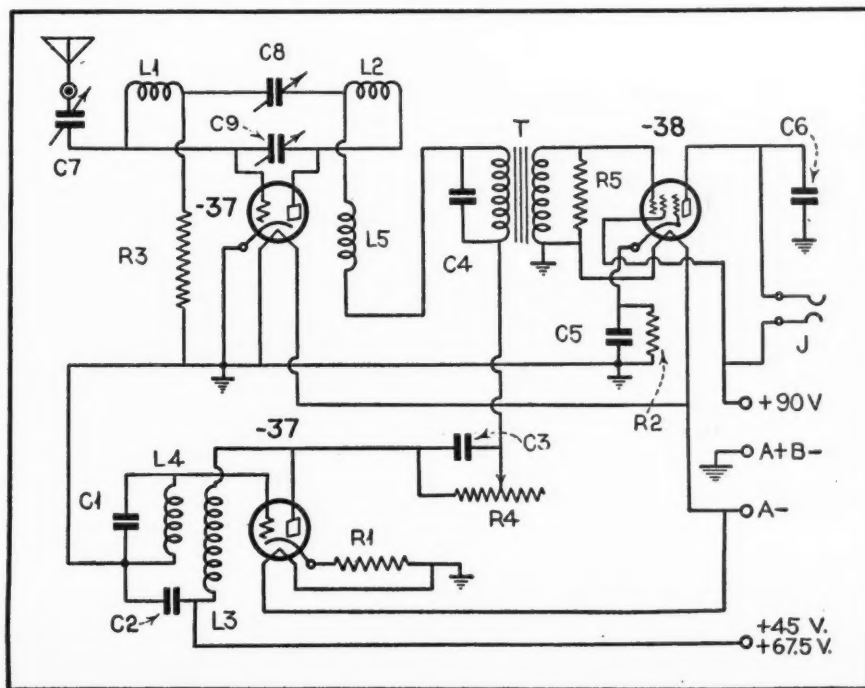 L1
C8
L2
C9
C7
-37
R3
L5
T
C4
R5
-38
C6
C5
R2
J
+90 V
A+B-
A-
-37
C3
R4
L4
C1
R1
C2
L3
+45 V.
+67.5 V.